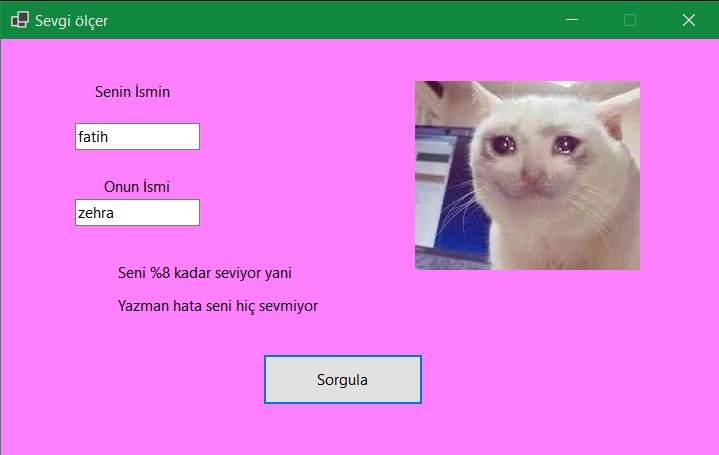 Sevgi ölçer
Senin İsmin
fatih
Onun İsmi
zehra
Seni %8 kadar seviyor yani
Yazman hata seni hiç sevmiyor
Sorgula